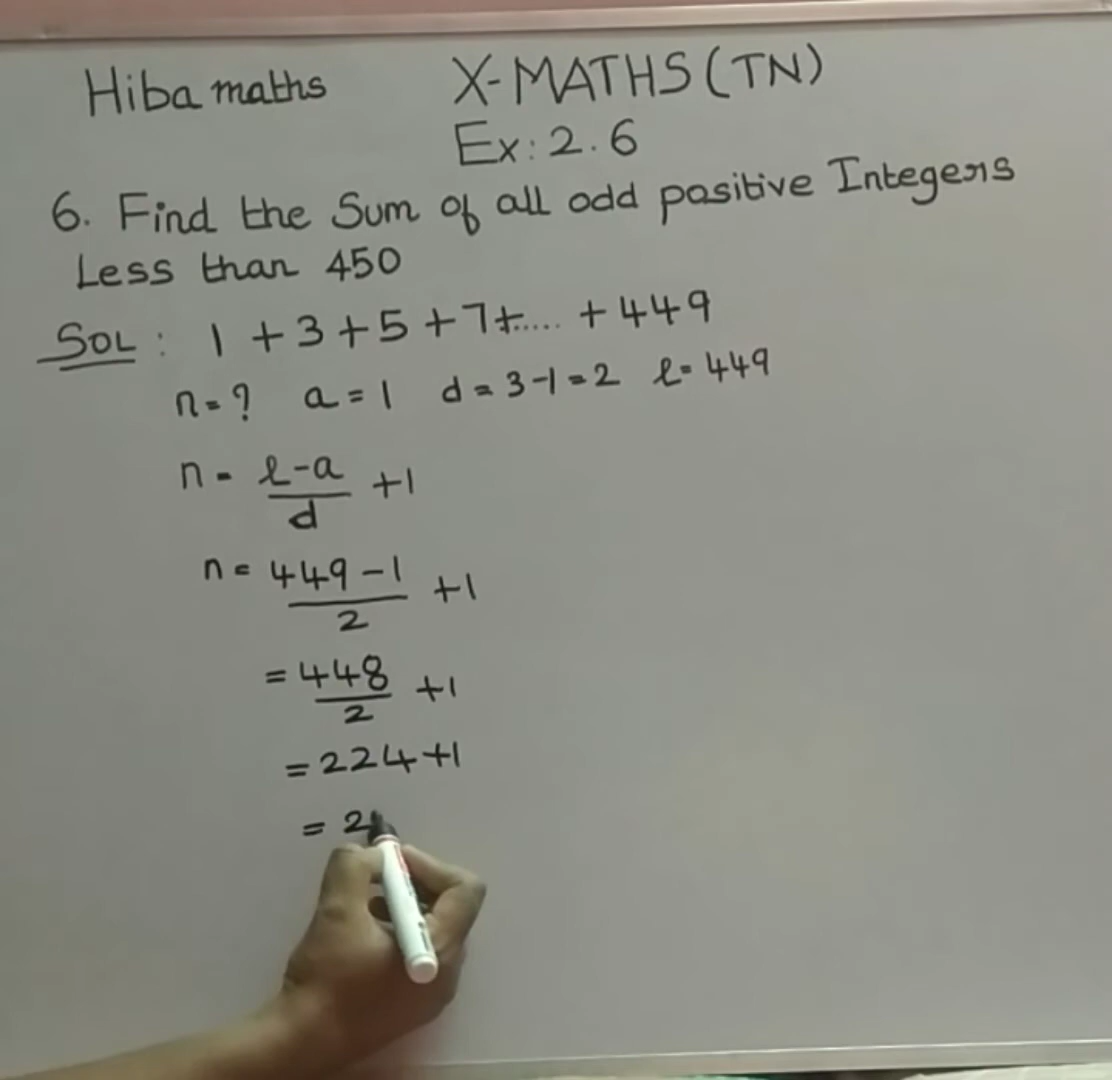 Hiba maths X-MATHS (TN)
Ex: 2.6
6. Find the Sum of all odd positive Integers
Less than 450
SOL : 1 + 3 + 5 + 7 + ..... + 449
n = ? a = 1 d = 3-1 = 2 l = 449
n = l-a/d +1
n = 449-1/2 +1
= 448/2 +1
= 224+1
= 2